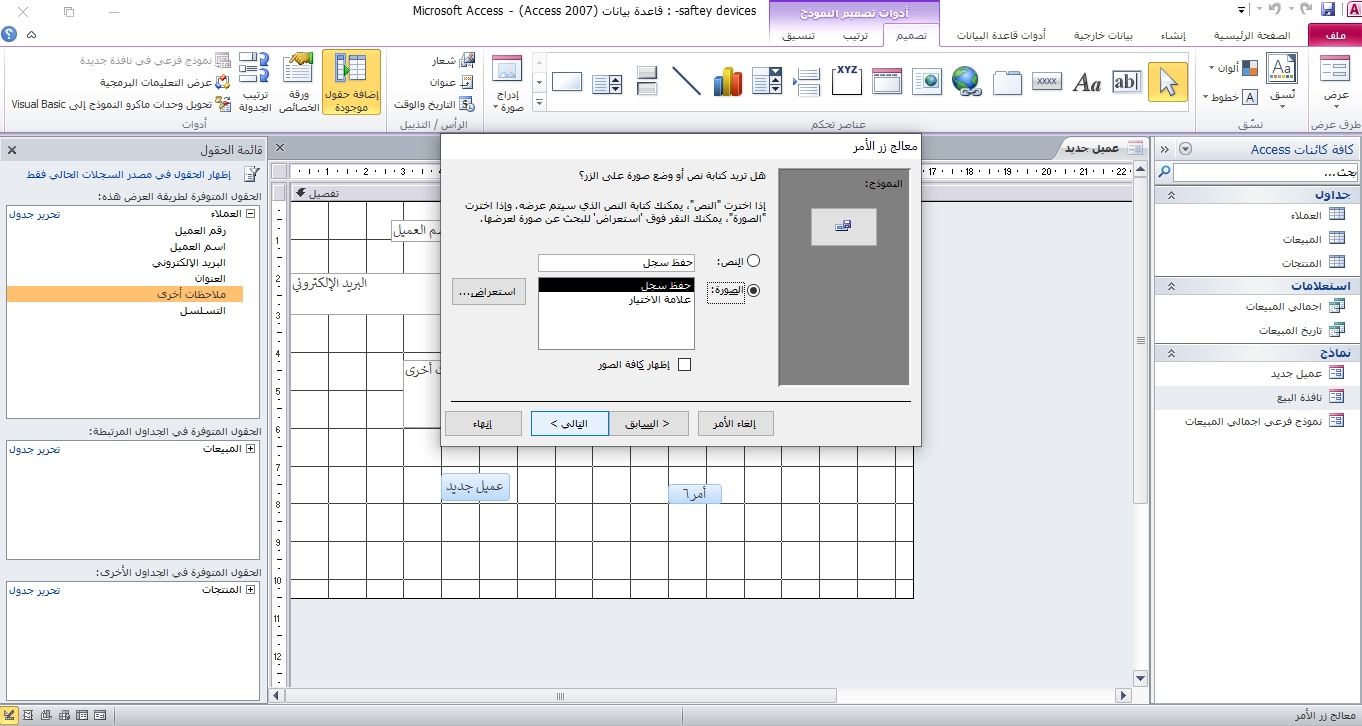 saftey devices- : قاعدة بيانات (Access 2007) - Microsoft Access
أدوات تصميم النموذج
ملف
الصفحة الرئيسية
إنشاء
بيانات خارجية
أدوات قاعدة البيانات
تصميم
ترتيب
تنسيق
عرض
طرق عرض
نُسق
ألوان
خطوط
نُسق
XYZ
xxxx
Aa
ab
عناصر تحكم
إدراج صورة
شعار
عنوان
التاريخ والوقت
الرأس / التذييل
إضافة حقول موجودة
ورقة الخصائص
ترتيب الجدولة
نموذج فرعي في نافذة جديدة
عرض التعليمات البرمجية
تحويل وحدات ماكرو النموذج إلى Visual Basic
أدوات
كافة كائنات Access
بحث...
جداول
العملاء
المبيعات
المنتجات
استعلامات
اجمالي المبيعات
تاريخ المبيعات
نماذج
عميل جديد
نافذة البيع
نموذج فرعي اجمالي المبيعات
عميل جديد
تفصيل
م العميل
البريد الإلكتروني
ت أخرى
عميل جديد
أمر٦
معالج زر الأمر
النموذج:
هل تريد كتابة نص أو وضع صورة على الزر؟
إذا اخترت "النص"، يمكنك كتابة النص الذي سيتم عرضه. وإذا اخترت
"الصورة"، يمكنك النقر فوق 'استعراض' للبحث عن صورة لعرضها.
النص:
حفظ سجل
الصورة:
حفظ سجل
علامة الاختيار
استعراض...
إظهار كافة الصور
إلغاء الأمر
< السابق
التالي >
إنهاء
قائمة الحقول
إظهار الحقول في مصدر السجلات الحالي فقط
الحقول المتوفرة لطريقة العرض هذه:
العملاء
تحرير جدول
رقم العميل
اسم العميل
البريد الإلكتروني
العنوان
ملاحظات أخرى
التسلسل
الحقول المتوفرة في الجداول المرتبطة:
المبيعات
تحرير جدول
الحقول المتوفرة في الجداول الأخرى:
المنتجات
تحرير جدول
معالج زر الأمر